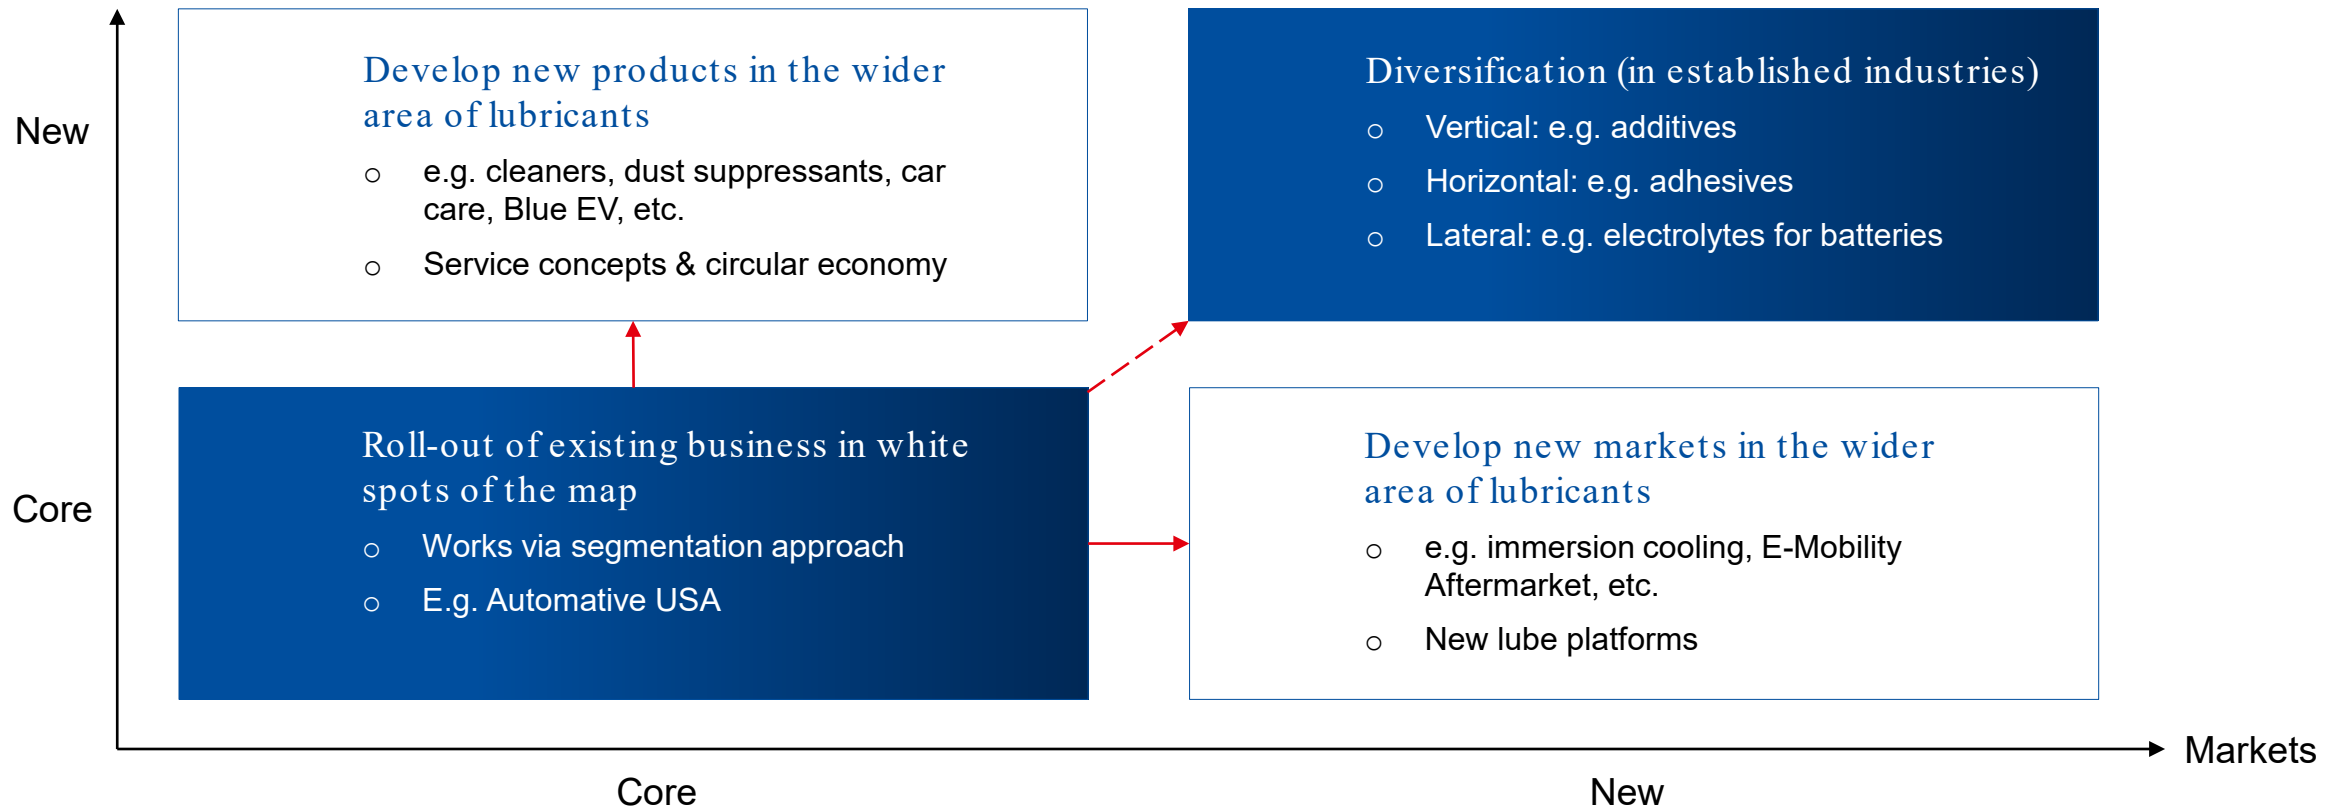 New
Develop new products in the wider
area of lubricants
o e.g. cleaners, dust suppressants, car
care, Blue EV, etc.
o Service concepts & circular economy
Diversification (in established industries)
o Vertical: e.g. additives
o Horizontal: e.g. adhesives
o Lateral: e.g. electrolytes for batteries
Core
Roll-out of existing business in white
spots of the map
o Works via segmentation approach
o E.g. Automative USA
Develop new markets in the wider
area of lubricants
o e.g. immersion cooling, E-Mobility
Aftermarket, etc.
o New lube platforms
Markets
Core
New